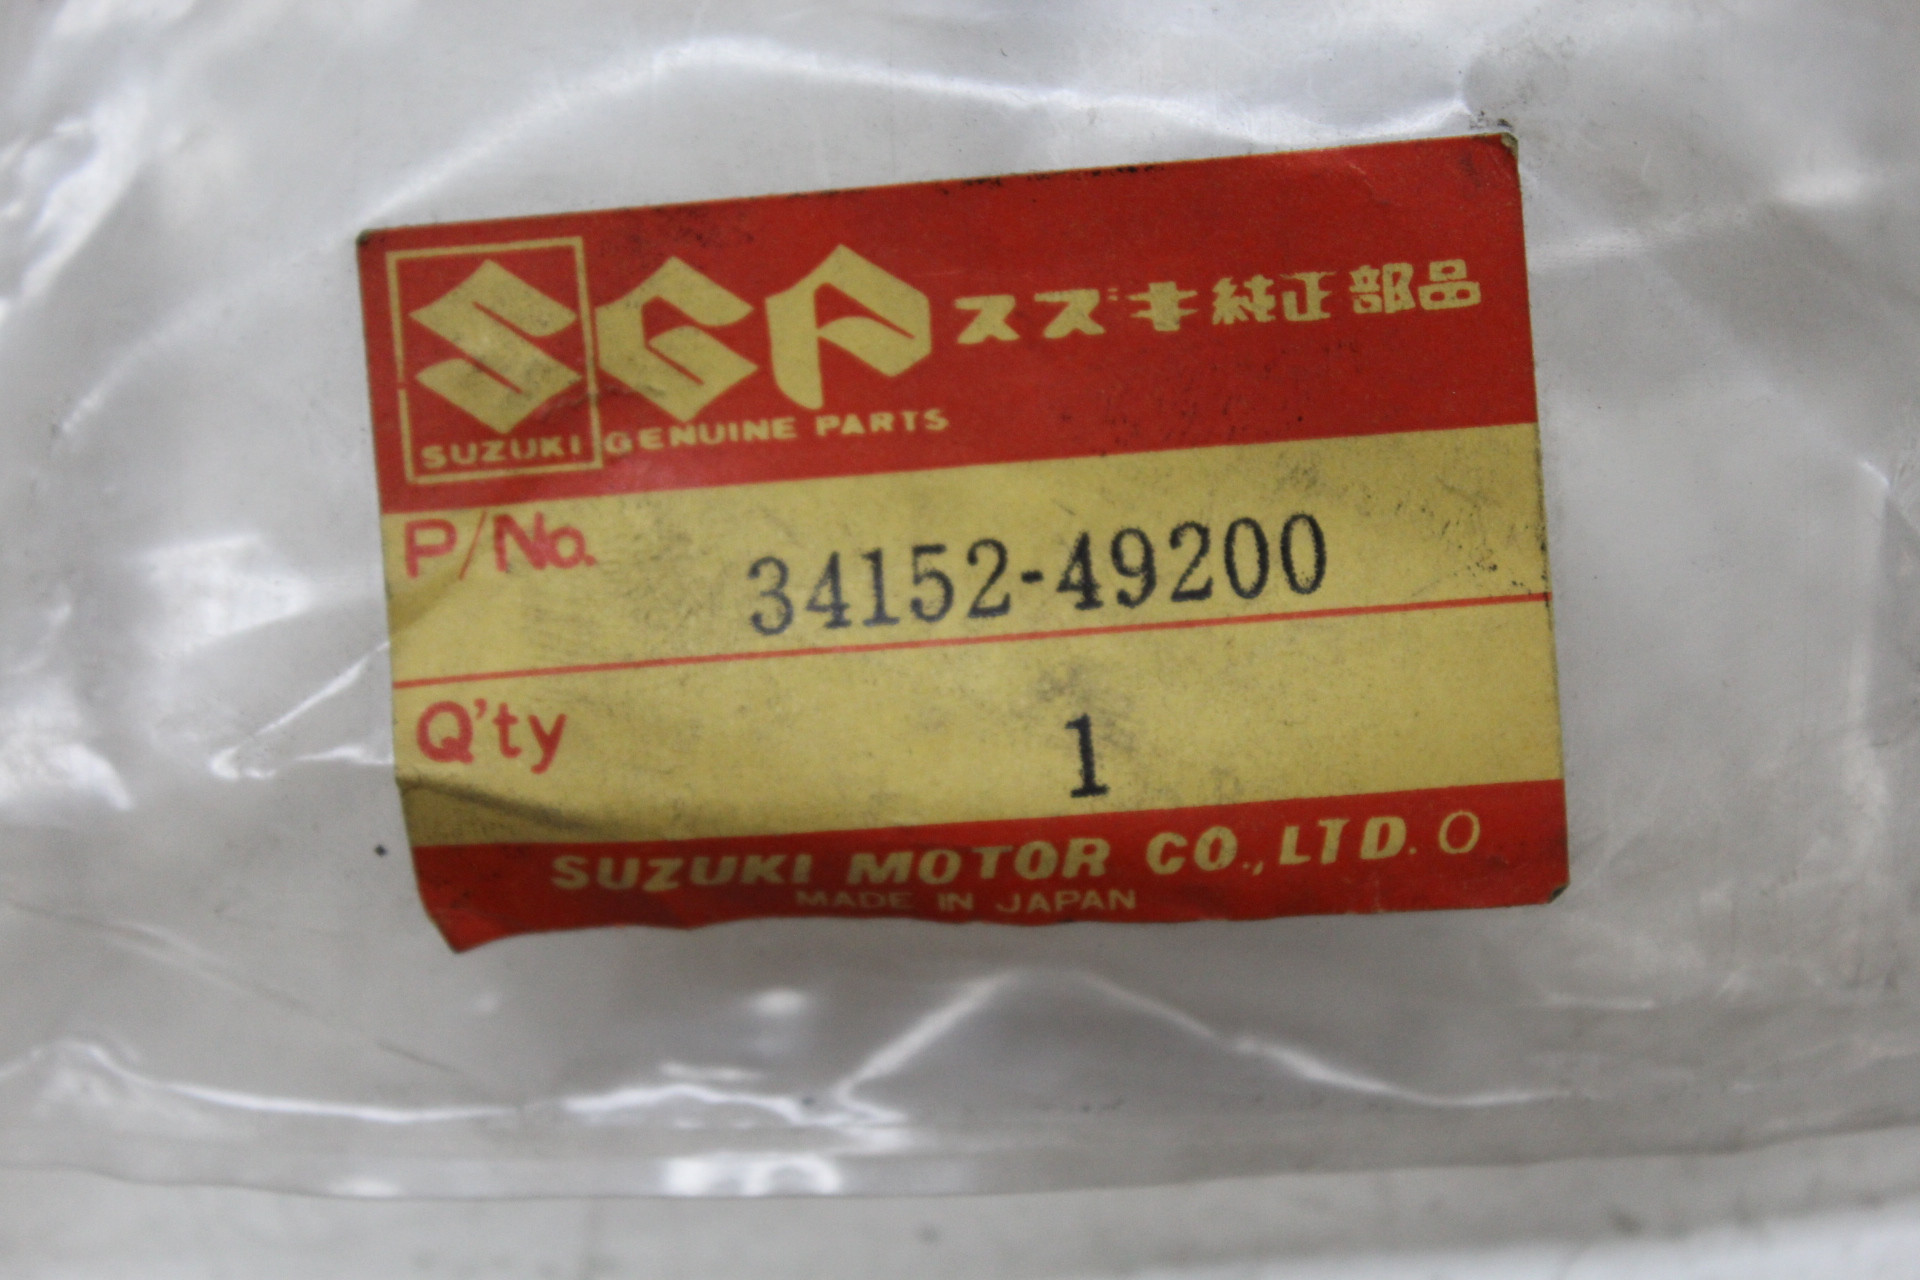 SGP スズキ純正部品
SUZUKI GENUINE PARTS
P/No. 34152-49200
Q'ty 1
SUZUKI MOTOR CO., LTD. O
MADE IN JAPAN